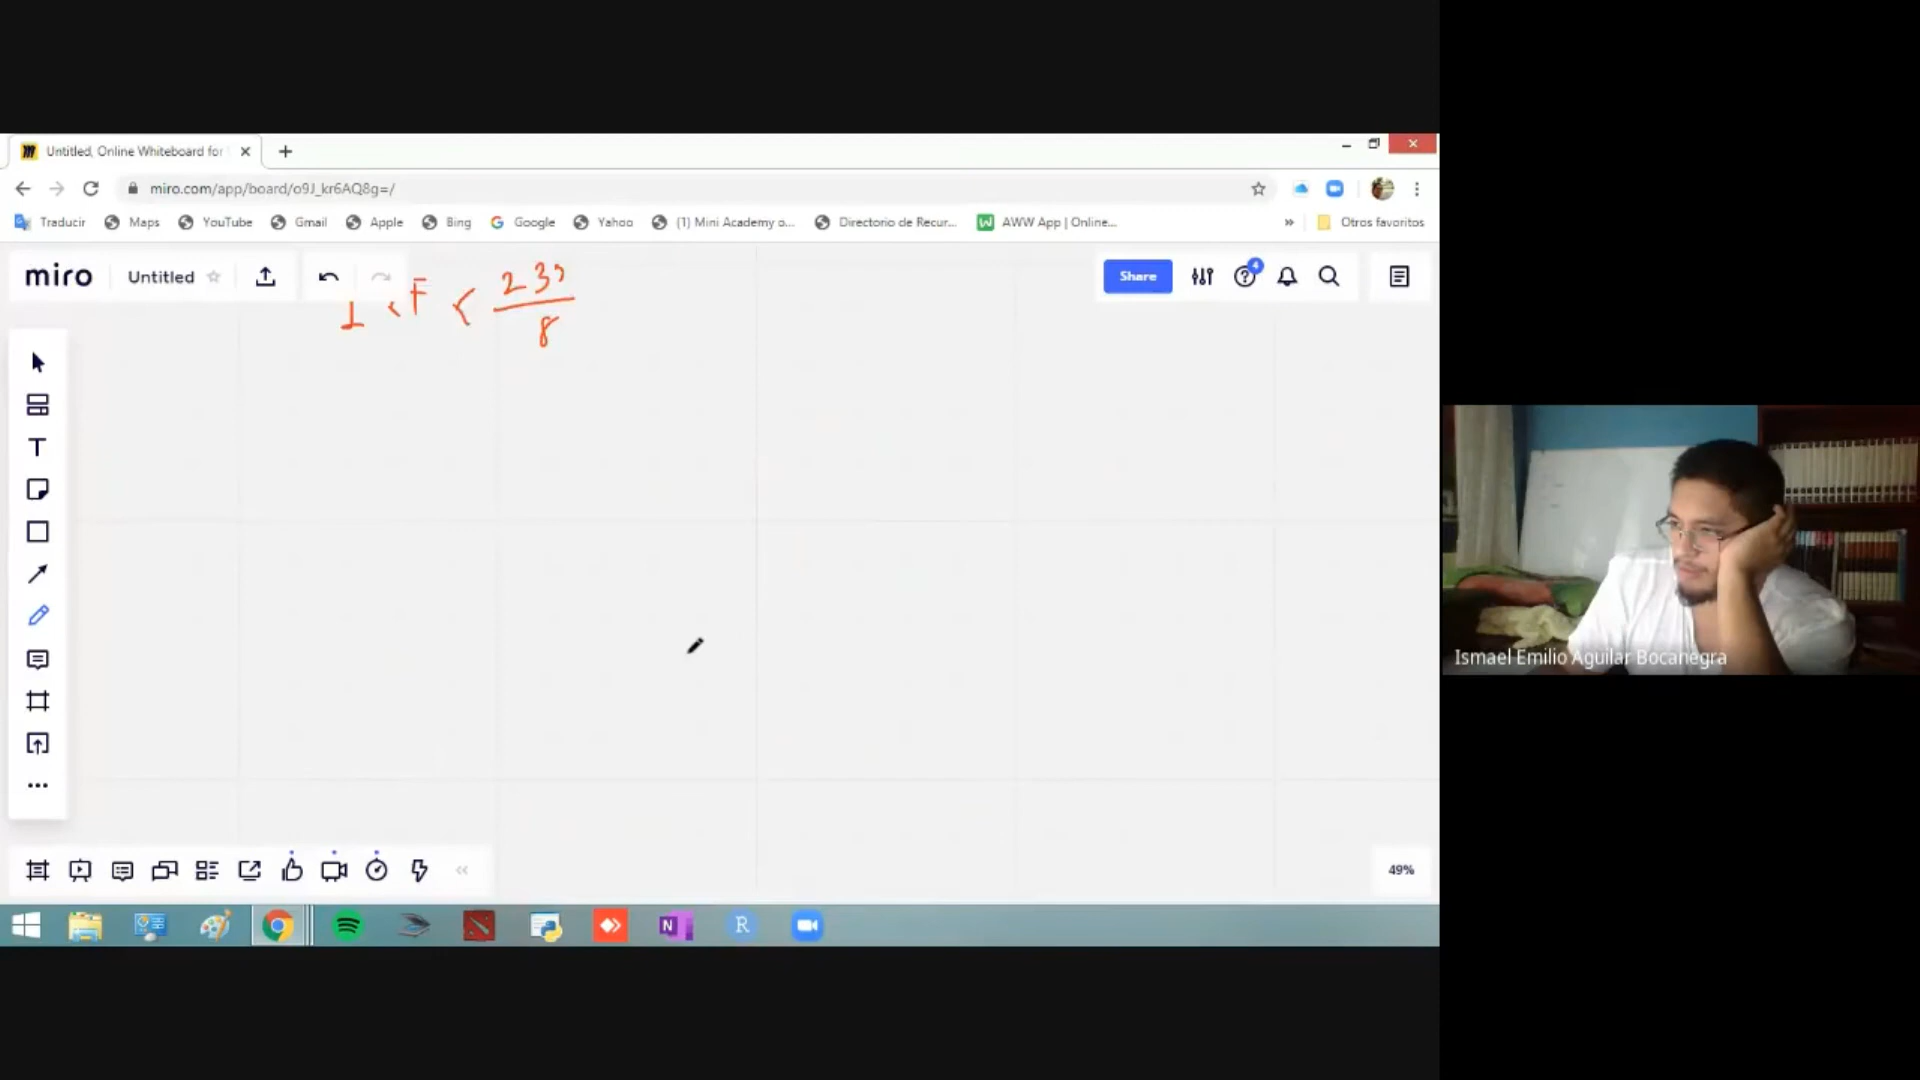 Untitled, Online Whiteboard for
miro.com/app/board/o9J_kr6AQ8g=/
Traducir Maps YouTube Gmail Apple Bing Google Yahoo (1) Mini Academy o... Directorio de Recur... AWW App | Online... » Otros favoritos
miro Untitled Share 4
1 < F <
8
T
Ismael Emilio Aguilar Bocanegra
49%
N R